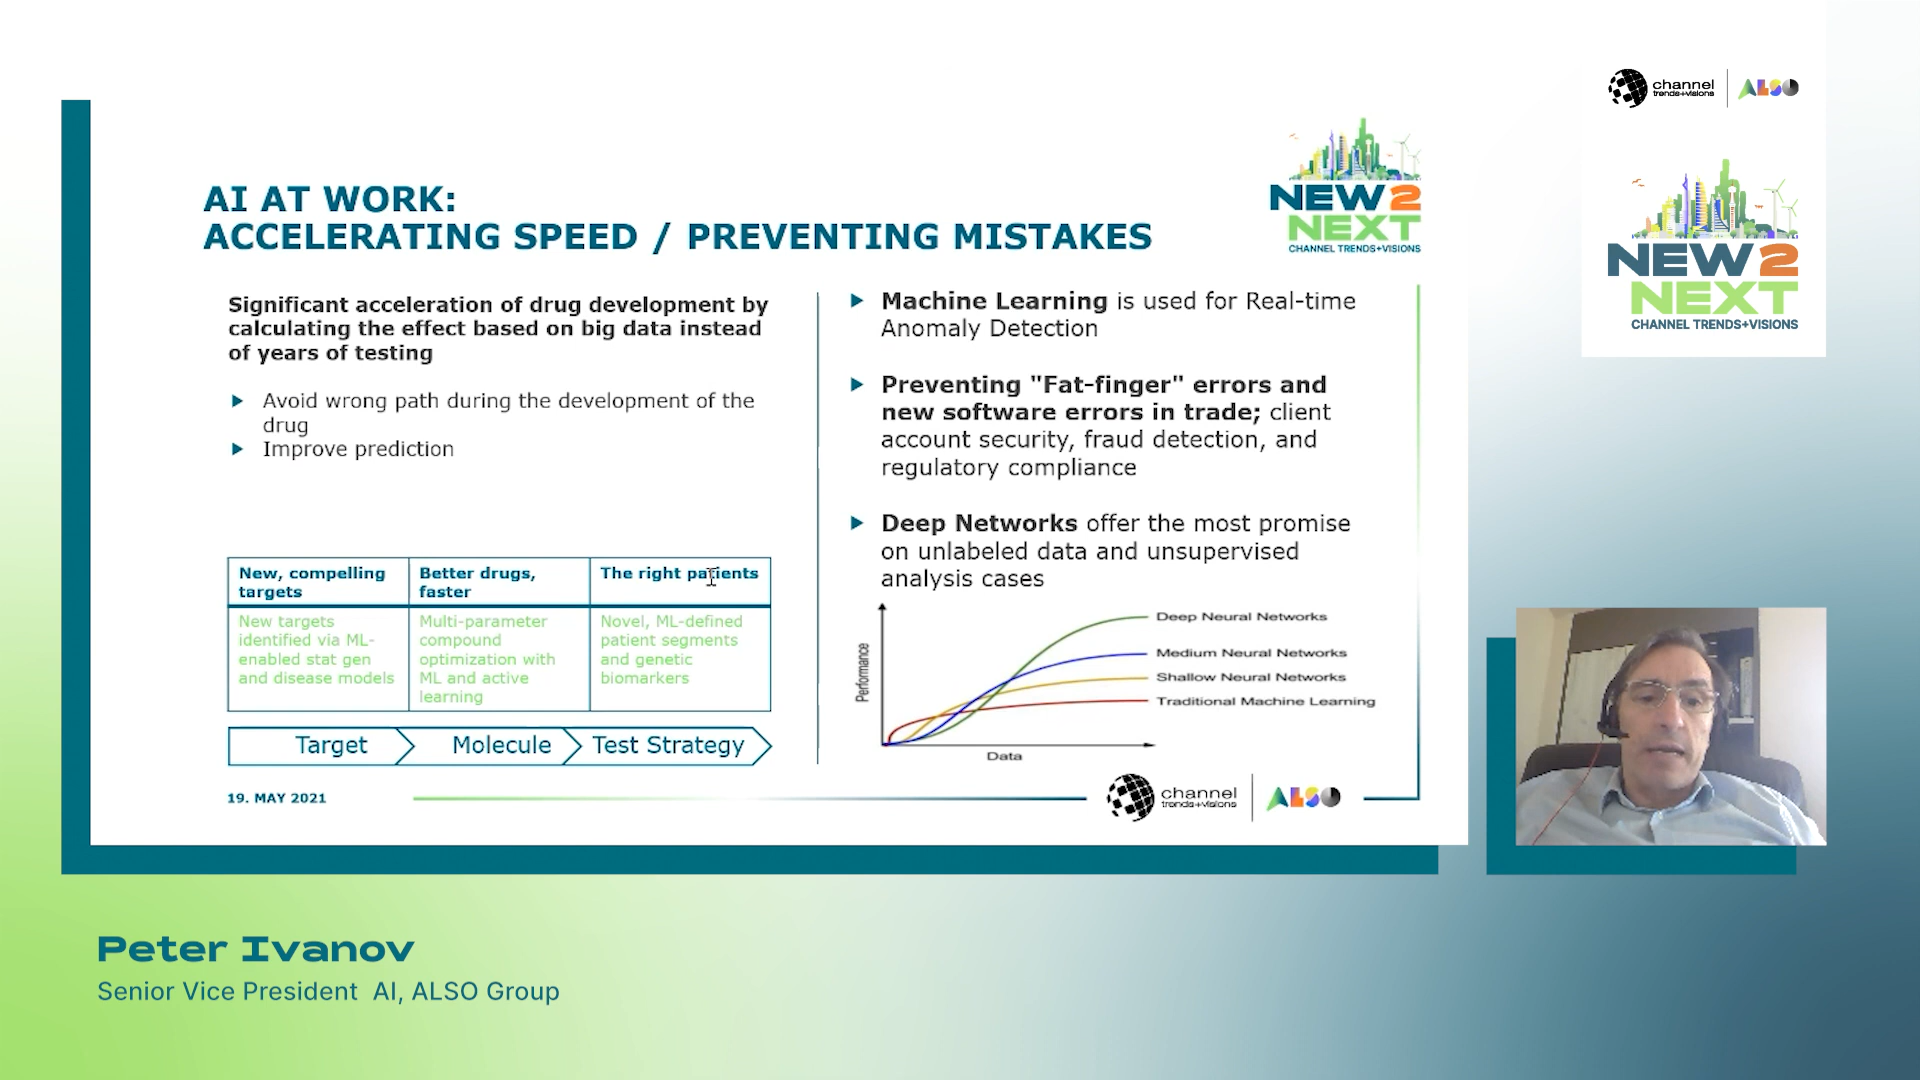 channel
trends+visions
ALSO
NEW 2
NEXT
CHANNEL TRENDS+VISIONS
AI AT WORK:
ACCELERATING SPEED / PREVENTING MISTAKES
NEW 2
NEXT
CHANNEL TRENDS+VISIONS
Significant acceleration of drug development by
calculating the effect based on big data instead
of years of testing
Avoid wrong path during the development of the
drug
Improve prediction
New, compelling
targets
Better drugs,
faster
The right patients
New targets
identified via ML-
enabled stat gen
and disease models
Multi-parameter
compound
optimization with
ML and active
learning
Novel, ML-defined
patient segments
and genetic
biomarkers
Target
Molecule
Test Strategy
Machine Learning is used for Real-time
Anomaly Detection
Preventing "Fat-finger" errors and
new software errors in trade; client
account security, fraud detection, and
regulatory compliance
Deep Networks offer the most promise
on unlabeled data and unsupervised
analysis cases
Performance
Deep Neural Networks
Medium Neural Networks
Shallow Neural Networks
Traditional Machine Learning
Data
19. MAY 2021
channel
trends+visions
ALSO
Peter Ivanov
Senior Vice President AI, ALSO Group